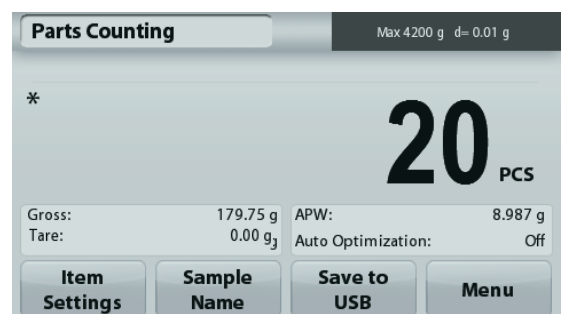 Parts Counting
Max 4200 g d= 0.01 g
*
20 PCS
Gross: 179.75 g
Tare: 0.00 g
APW: 8.987 g
Auto Optimization: Off
Item Settings
Sample Name
Save to USB
Menu